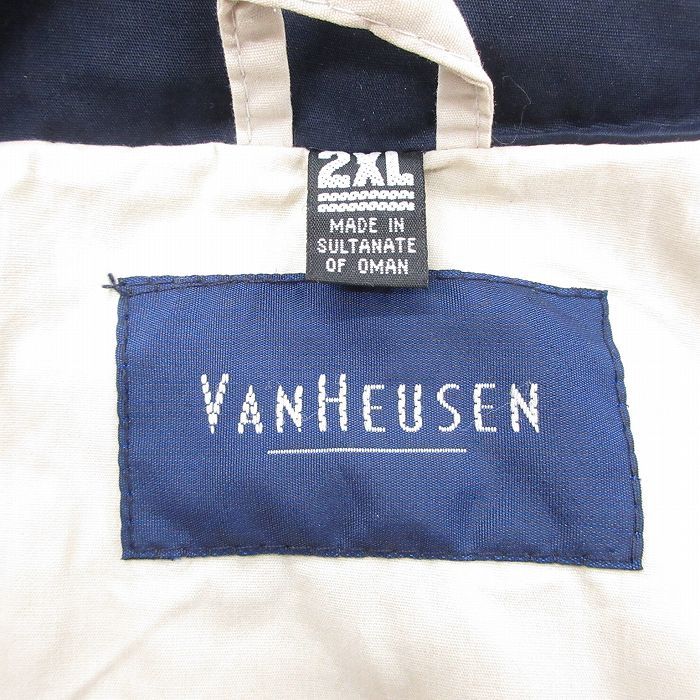 2XL
MADE IN
SULTANATE
OF OMAN
VANHEUSEN